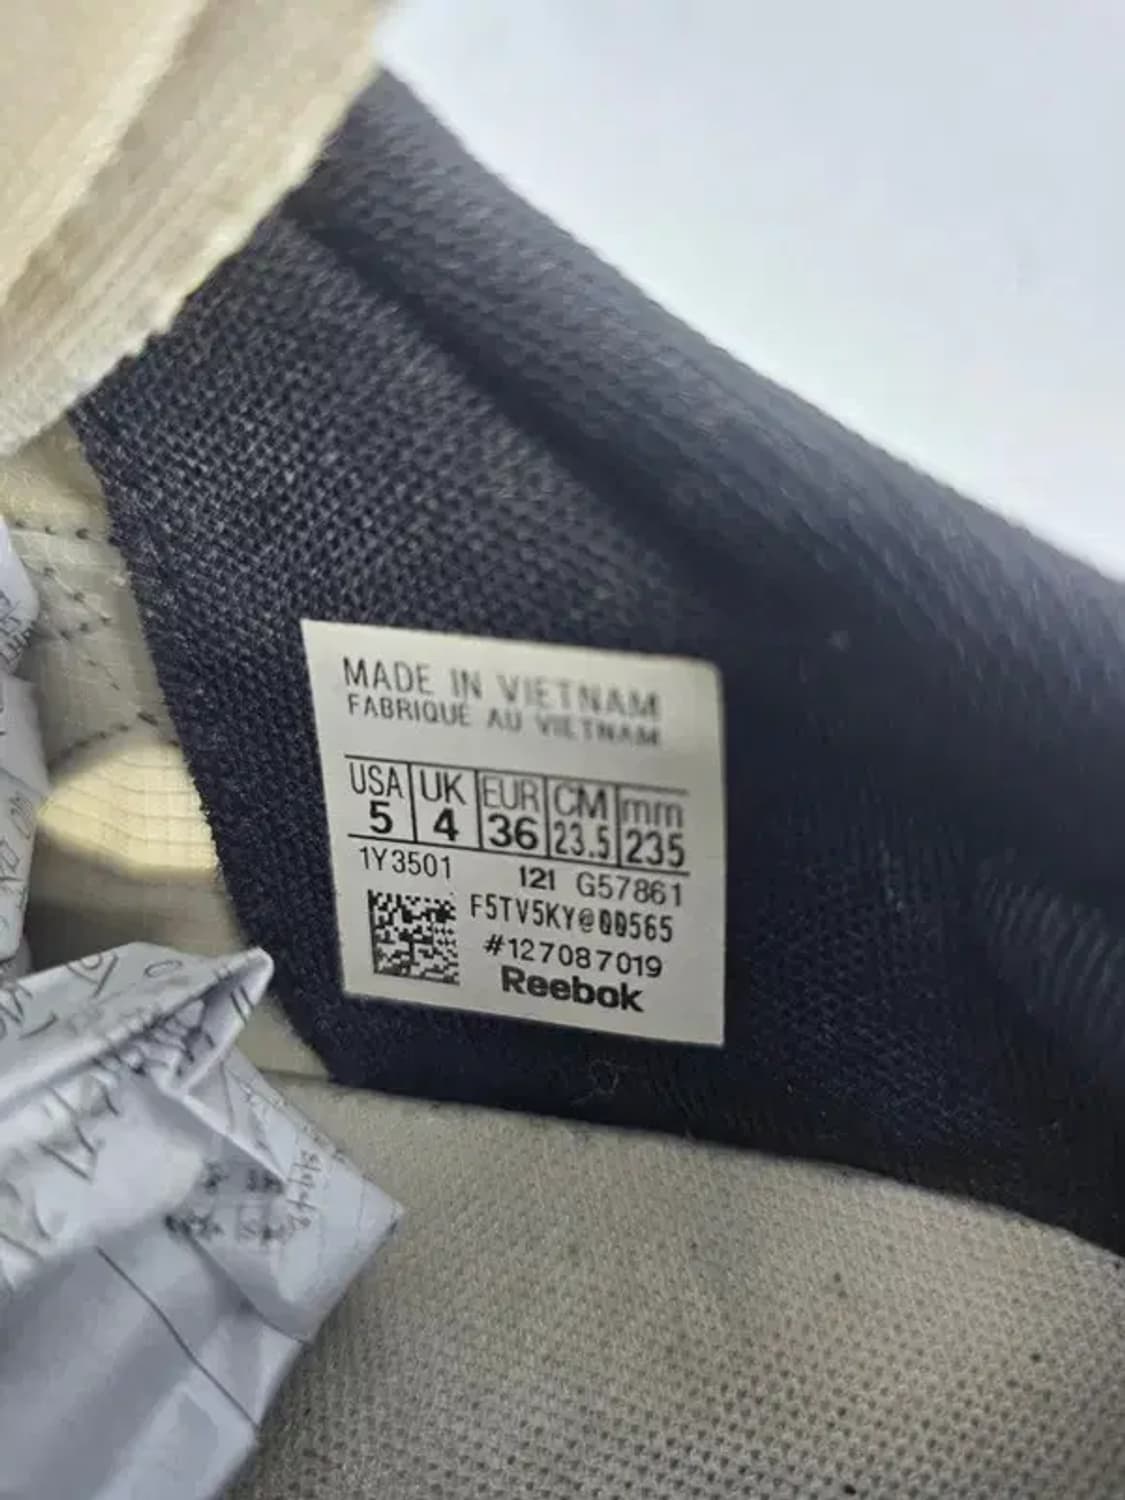 MADE IN VIETNAM
FABRIQUÉ AU VIETNAM
USA UK EUR CM mm
5 4 36 23.5 235
1Y3501 121 G57861
F5TV5KY@00565
#127087019
Reebok